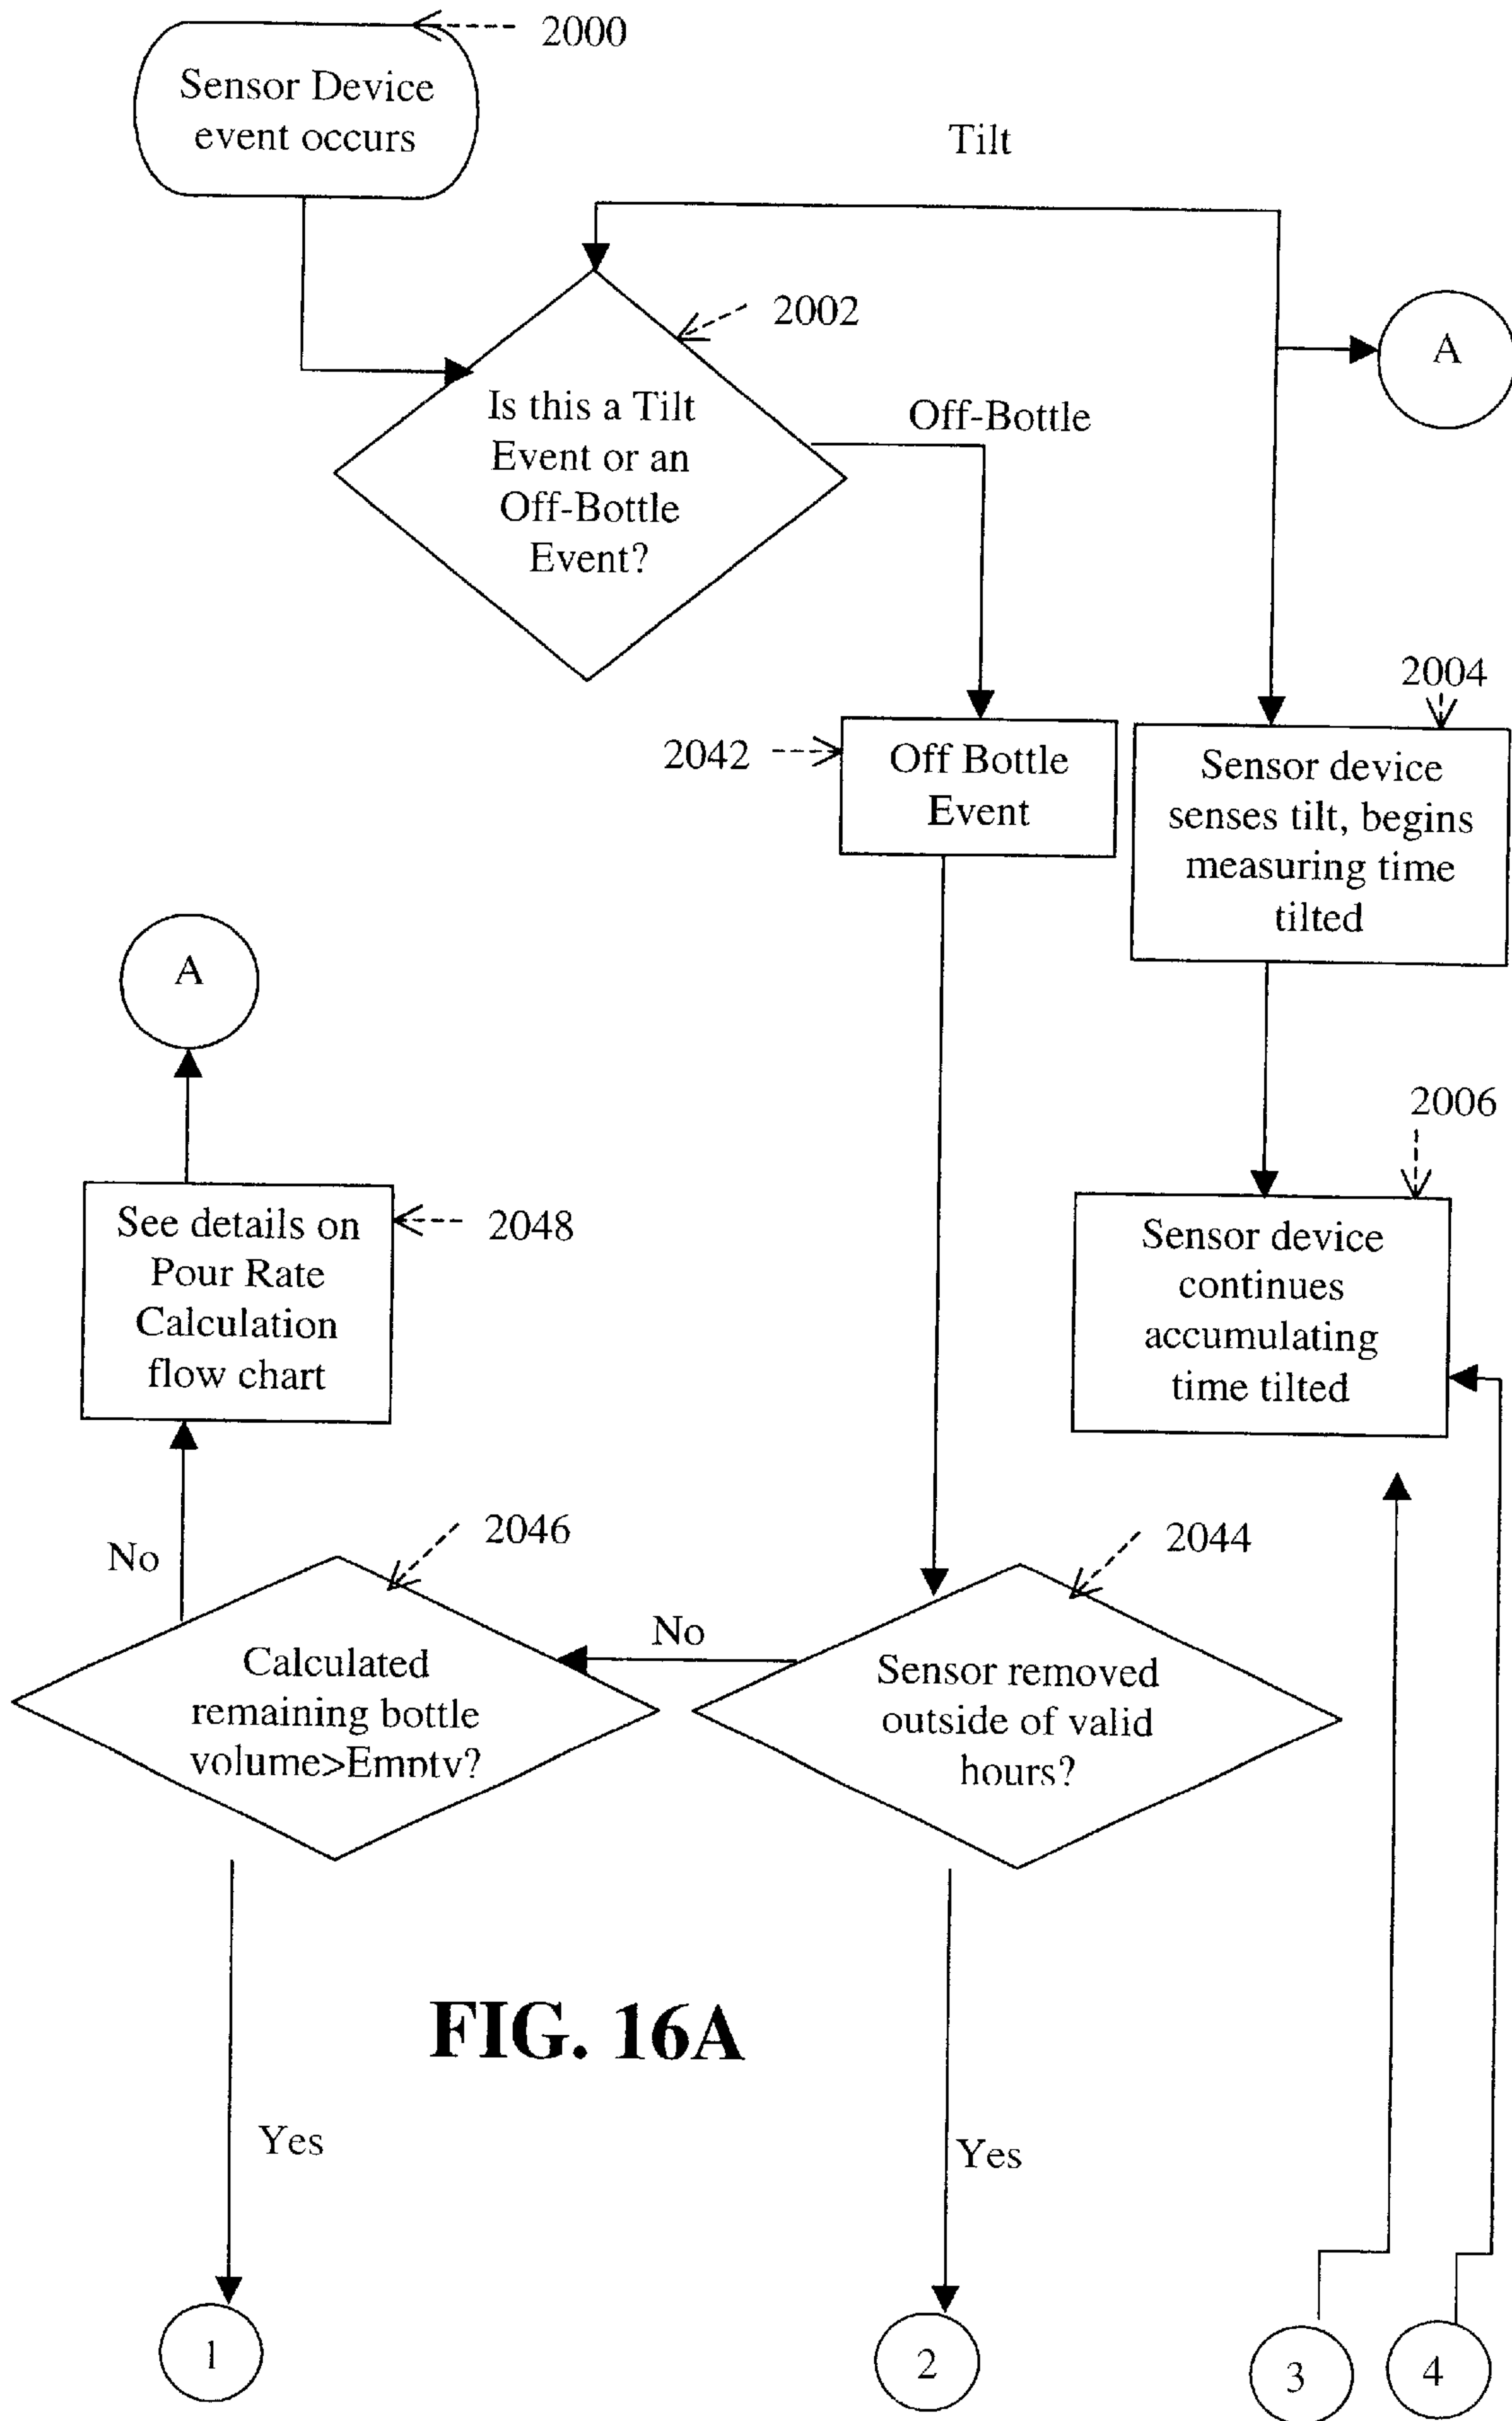 2000
Sensor Device
event occurs
Tilt
2002
A
Is this a Tilt
Event or an
Off-Bottle
Event?
Off-Bottle
2004
2042
Off Bottle
Event
Sensor device
senses tilt, begins
measuring time
tilted
A
2006
See details on
Pour Rate
Calculation
flow chart
2048
Sensor device
continues
accumulating
time tilted
2046
2044
No
No
Calculated
remaining bottle
volume>Empty?
Sensor removed
outside of valid
hours?
FIG. 16A
Yes
Yes
1
2
3
4